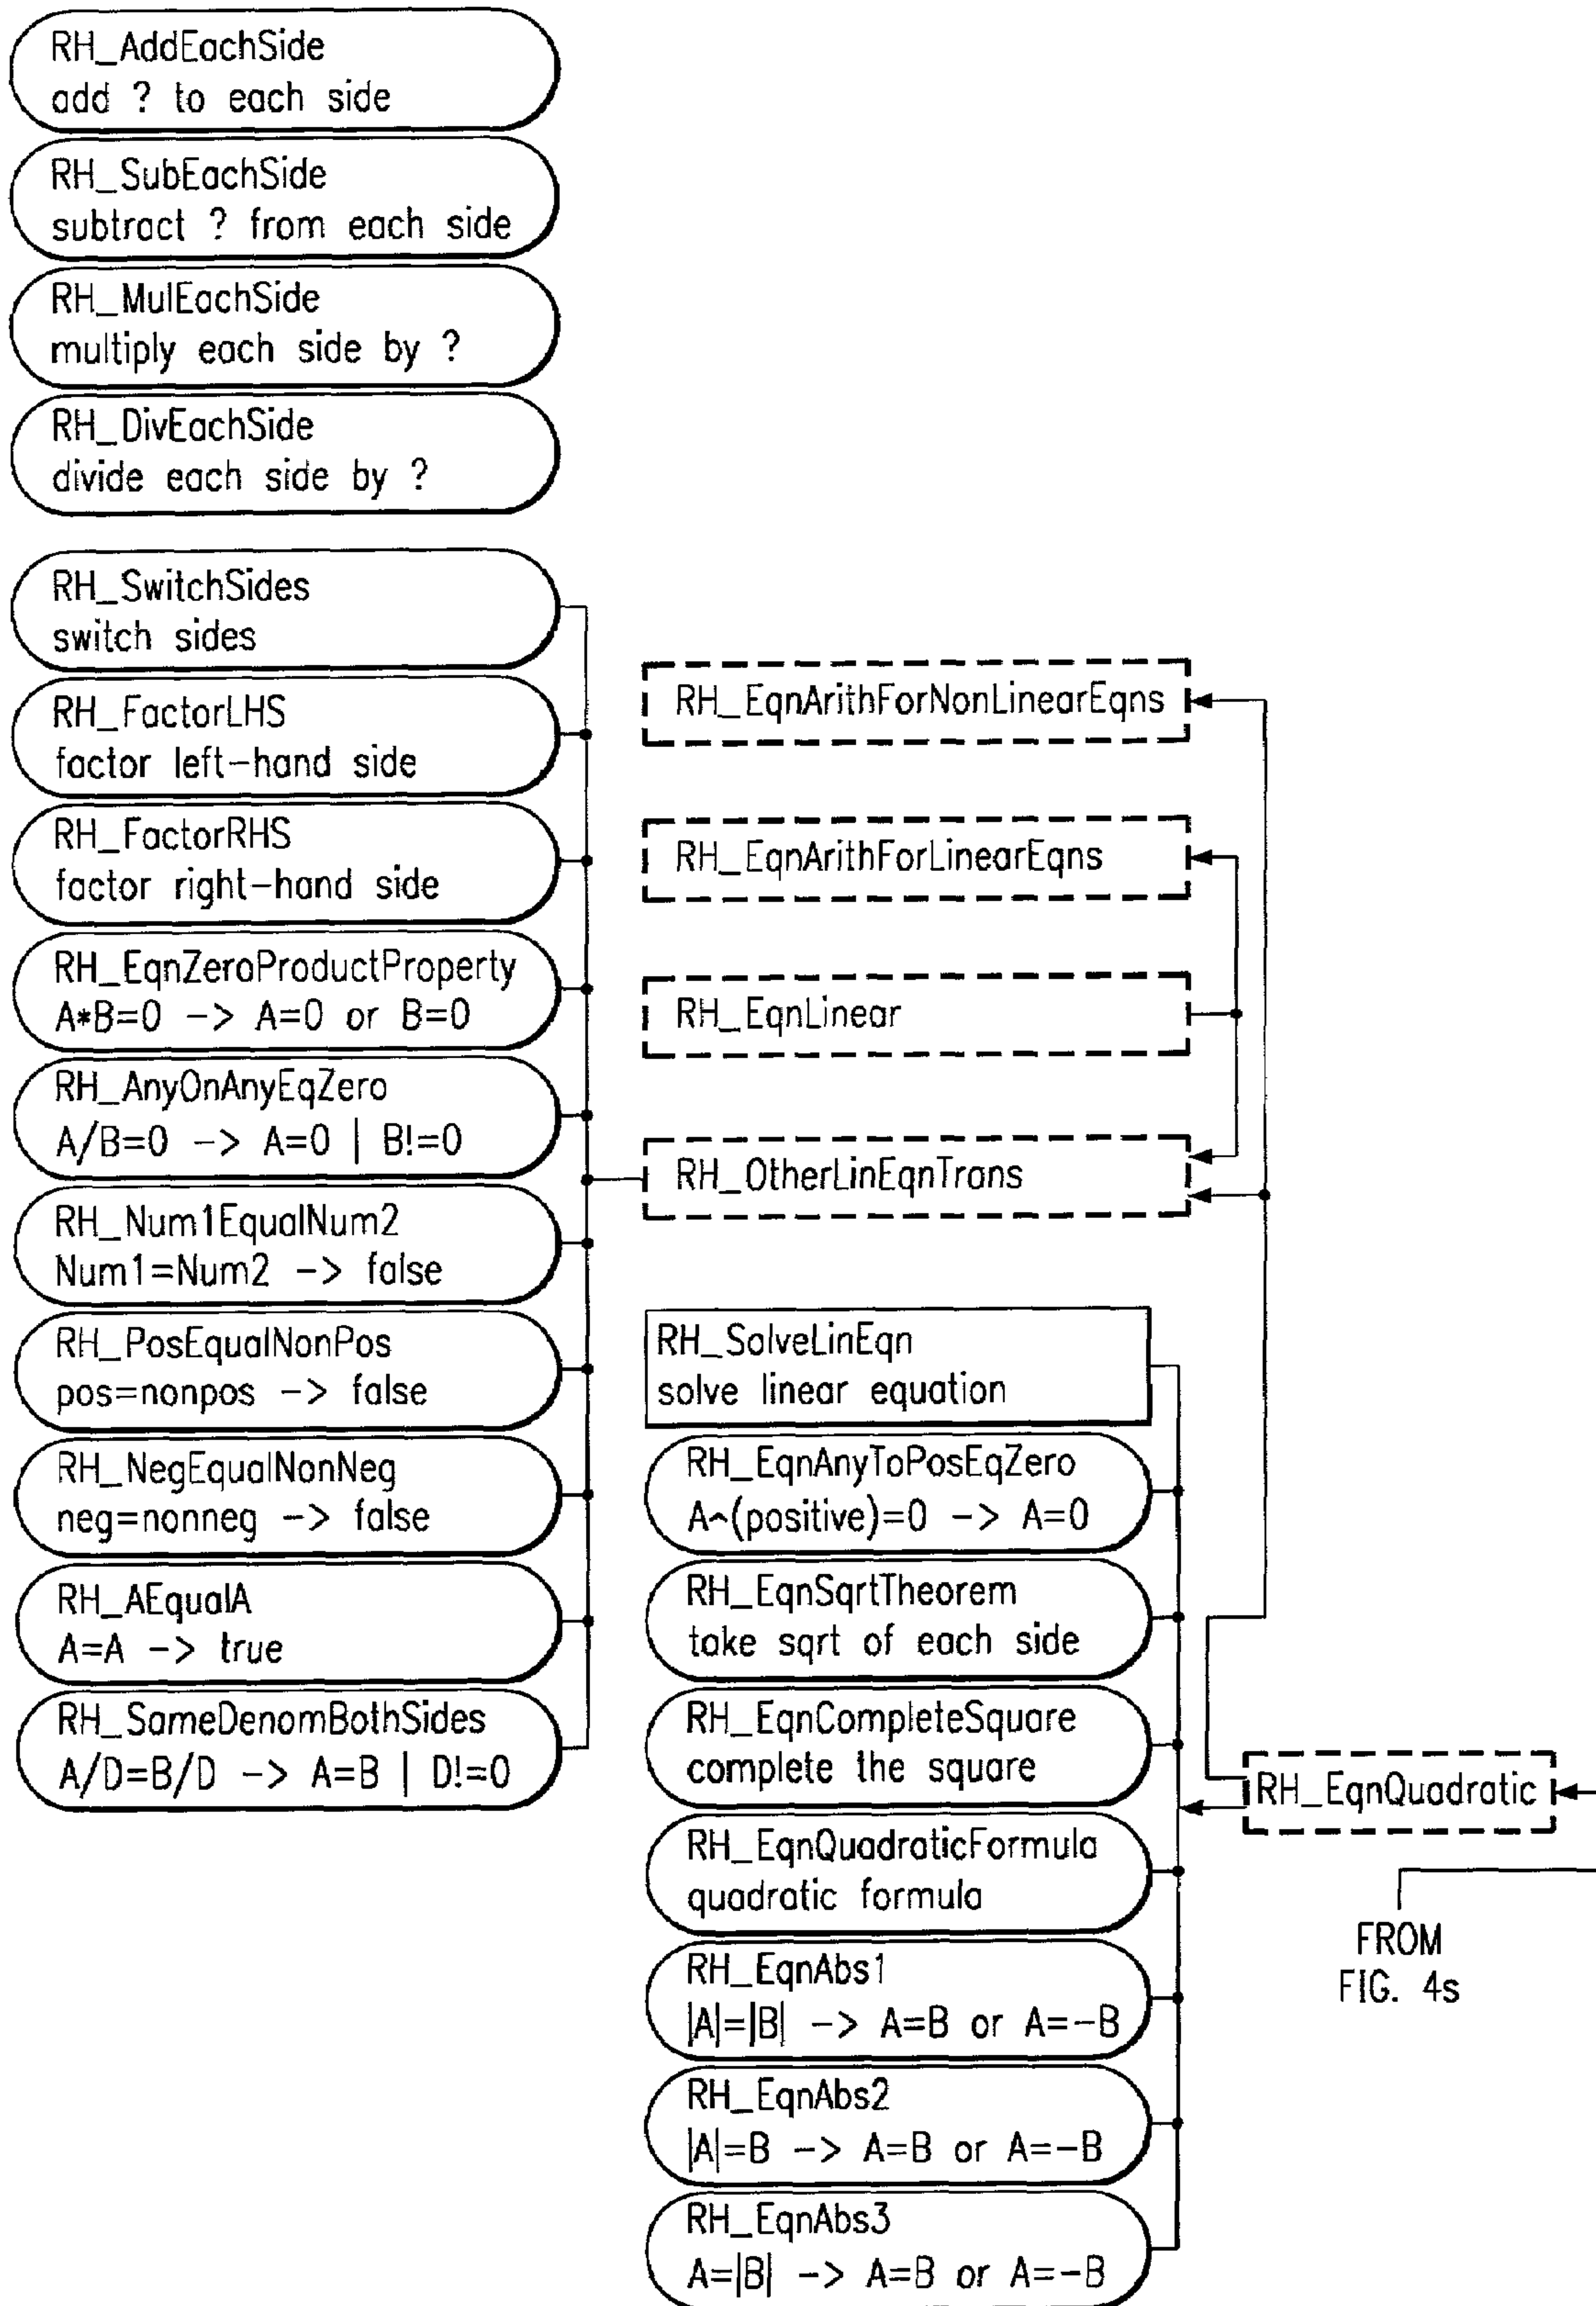 RH_AddEachSide
add ? to each side
RH_SubEachSide
subtract ? from each side
RH_MulEachSide
multiply each side by ?
RH_DivEachSide
divide each side by ?
RH_SwitchSides
switch sides
RH_FactorLHS
factor left-hand side
RH_FactorRHS
factor right-hand side
RH_EqnZeroProductProperty
A*B=0 -> A=0 or B=0
RH_AnyOnAnyEqZero
A/B=0 -> A=0 | B!=0
RH_Num1EqualNum2
Num1=Num2 -> false
RH_PosEqualNonPos
pos=nonpos -> false
RH_NegEqualNonNeg
neg=nonneg -> false
RH_AEqualA
A=A -> true
RH_SameDenomBothSides
A/D=B/D -> A=B | D!=0
RH_EqnArithForNonLinearEqns
RH_EqnArithForLinearEqns
RH_EqnLinear
RH_OtherLinEqnTrans
RH_SolveLinEqn
solve linear equation
RH_EqnAnyToPosEqZero
A^(positive)=0 -> A=0
RH_EqnSqrtTheorem
take sqrt of each side
RH_EqnCompleteSquare
complete the square
RH_EqnQuadraticFormula
quadratic formula
RH_EqnAbs1
|A|=|B| -> A=B or A=-B
RH_EqnAbs2
|A|=B -> A=B or A=-B
RH_EqnAbs3
A=|B| -> A=B or A=-B
RH_EqnQuadratic
FROM
FIG. 4s